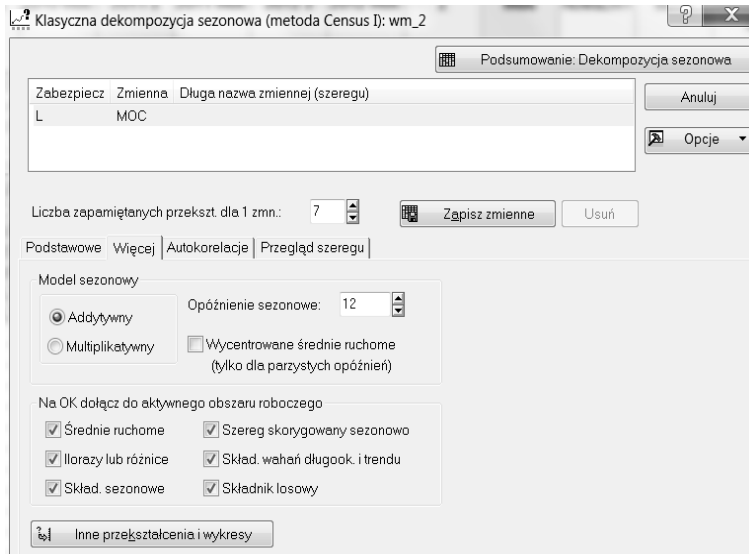 Klasyczna dekompozycja sezonowa (metoda Census I): wm_2
Podsumowanie: Dekompozycja sezonowa
Zabezpiecz Zmienna Długa nazwa zmiennej (szeregu)
L MOC
Anuluj
Opcje
Liczba zapamiętanych przekszt. dla 1 zmn.: 7 Zapisz zmienne Usuń
Podstawowe Więcej Autokorelacje Przegląd szeregu
Model sezonowy
Addytywny
Multiplikatywny
Opóźnienie sezonowe: 12
Wycentrowane średnie ruchome
(tylko dla parzystych opóźnień)
Na OK dołącz do aktywnego obszaru roboczego
Średnie ruchome Szereg skorygowany sezonowo
Ilorazy lub różnice Skład. wahań długook. i trendu
Skład. sezonowe Składnik losowy
Inne przekształcenia i wykresy